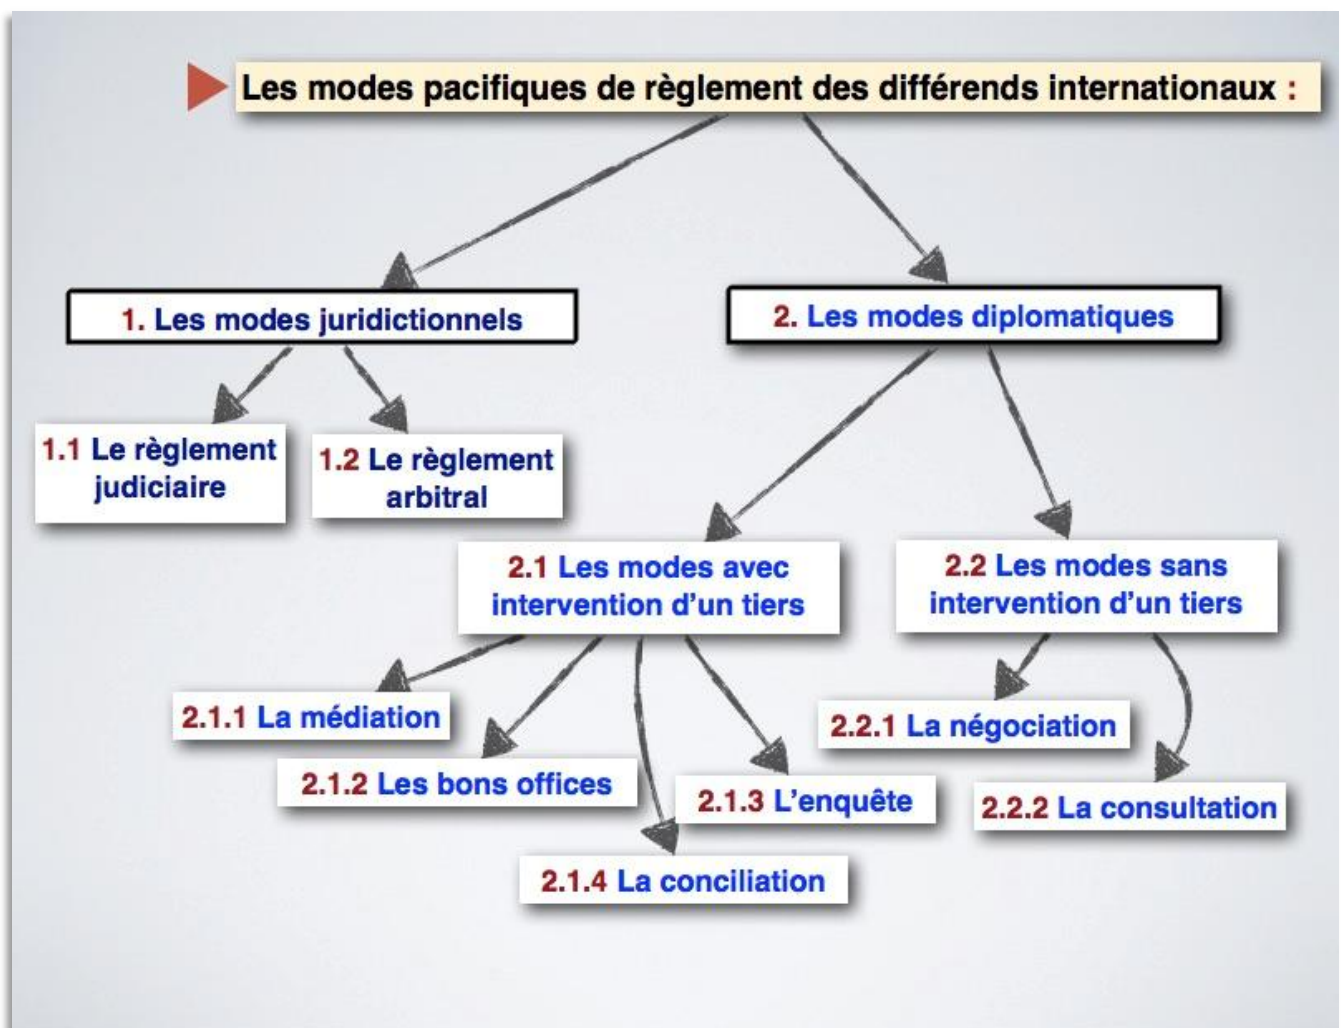 Les modes pacifiques de règlement des différends internationaux :
1. Les modes juridictionnels
2. Les modes diplomatiques
1.1 Le règlement
judiciaire
1.2 Le règlement
arbitral
2.1 Les modes avec
intervention d’un tiers
2.2 Les modes sans
intervention d’un tiers
2.1.1 La médiation
2.1.2 Les bons offices
2.1.3 L’enquête
2.1.4 La conciliation
2.2.1 La négociation
2.2.2 La consultation